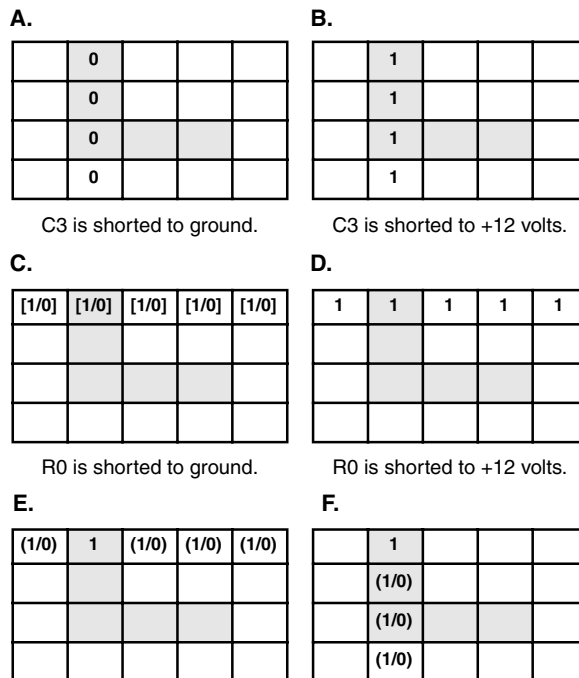 A. B.
0 1
0 1
0 1
0 1
C3 is shorted to ground. C3 is shorted to +12 volts.
C. D.
[1/0] [1/0] [1/0] [1/0] [1/0] 1 1 1 1 1
R0 is shorted to ground. R0 is shorted to +12 volts.
E. F.
(1/0) 1 (1/0) (1/0) (1/0) 1
(1/0)
(1/0)
(1/0)